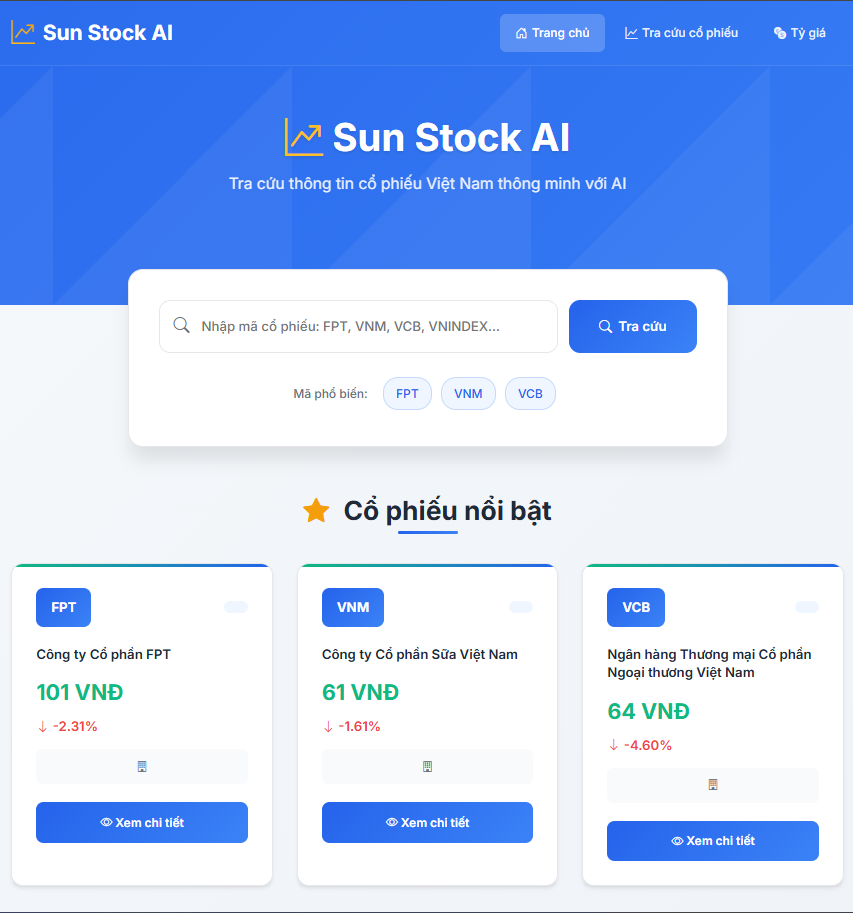 Sun Stock AI
Trang chủ
Tra cứu cổ phiếu
Tỷ giá
Sun Stock AI
Tra cứu thông tin cổ phiếu Việt Nam thông minh với AI
Nhập mã cổ phiếu: FPT, VNM, VCB, VNINDEX...
Tra cứu
Mã phổ biến: FPT VNM VCB
Cổ phiếu nổi bật
FPT
Công ty Cổ phần FPT
101 VNĐ
-2.31%
Xem chi tiết
VNM
Công ty Cổ phần Sữa Việt Nam
61 VNĐ
-1.61%
Xem chi tiết
VCB
Ngân hàng Thương mại Cổ phần
Ngoại thương Việt Nam
64 VNĐ
-4.60%
Xem chi tiết